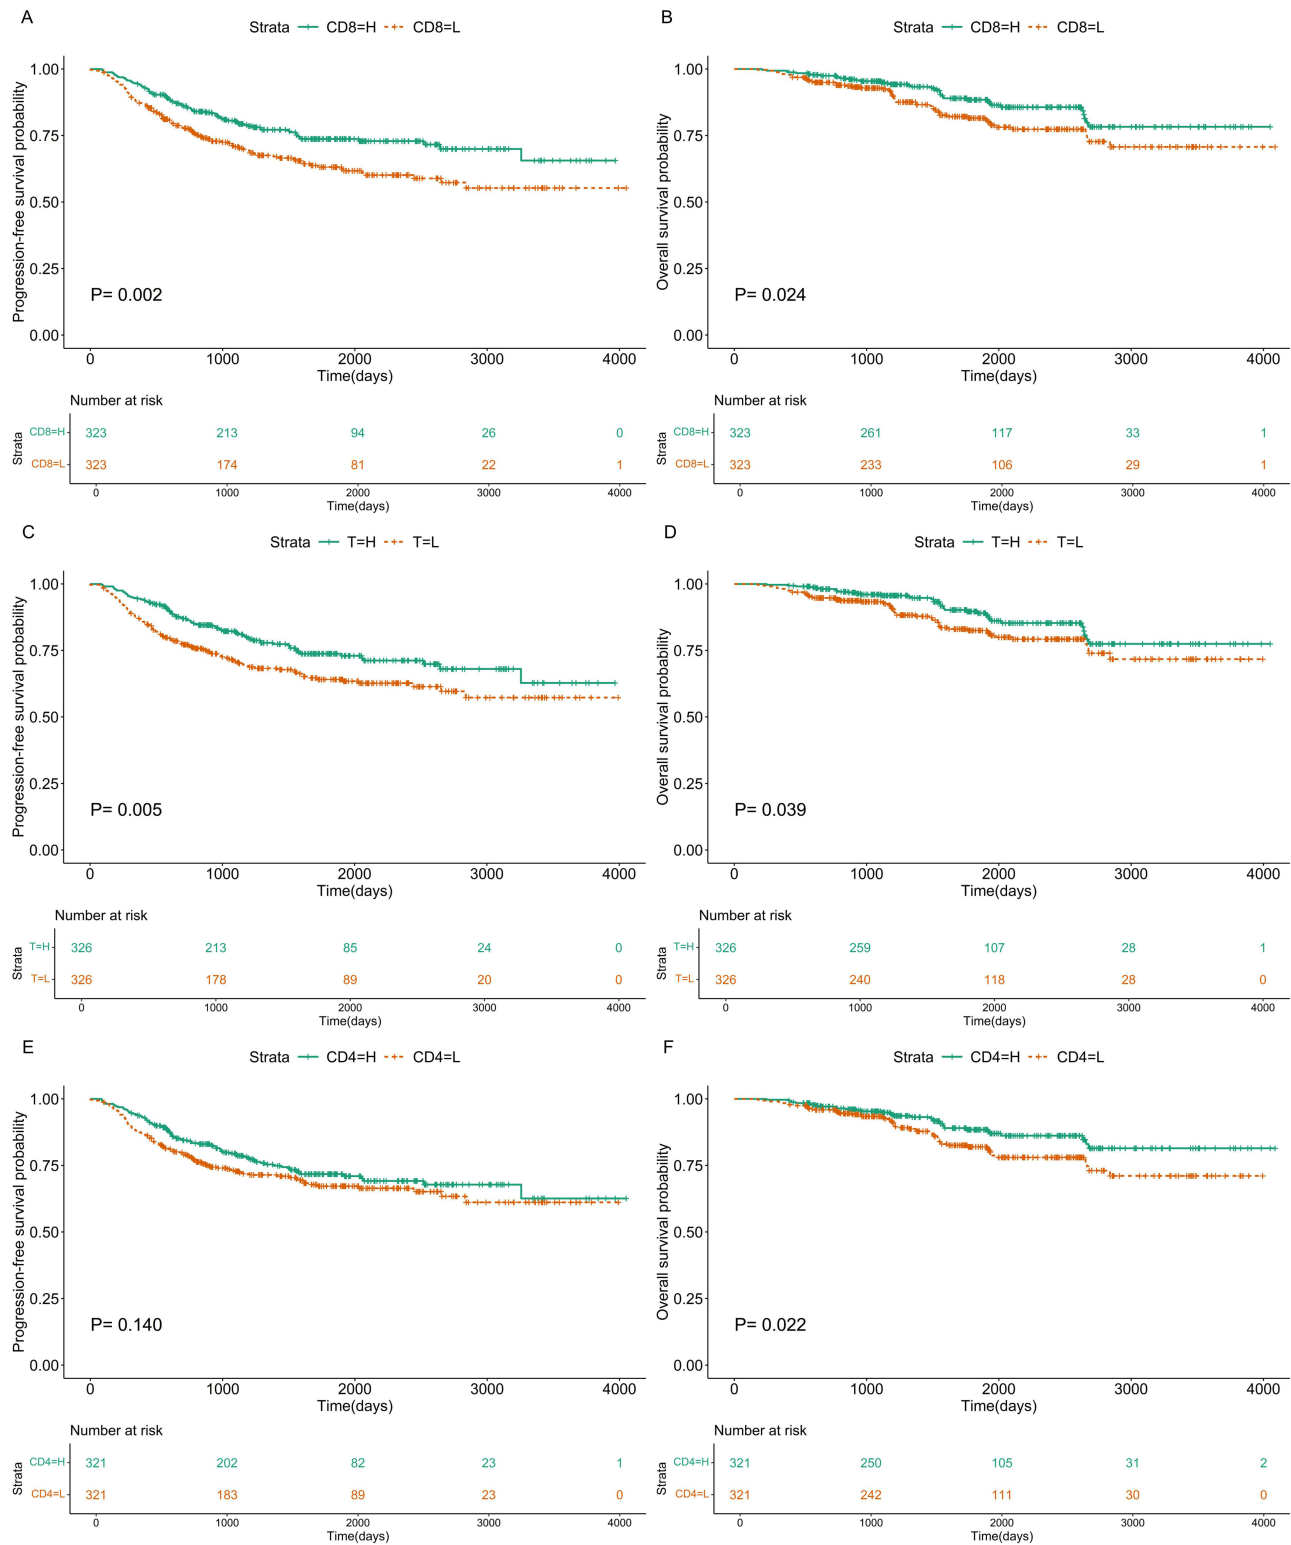 A
Strata CD8=H CD8=L
Progression-free survival probability
1.00
0.75
0.50
0.25
0.00
P= 0.002
0 1000 2000 3000 4000
Time(days)
Number at risk
Strata
CD8=H 323 213 94 26 0
CD8=L 323 174 81 22 1
0 1000 2000 3000 4000
Time(days)
B
Strata CD8=H CD8=L
Overall survival probability
1.00
0.75
0.50
0.25
0.00
P= 0.024
0 1000 2000 3000 4000
Time(days)
Number at risk
Strata
CD8=H 323 261 117 33 1
CD8=L 323 233 106 29 1
0 1000 2000 3000 4000
Time(days)
C
Strata T=H T=L
Progression-free survival probability
1.00
0.75
0.50
0.25
0.00
P= 0.005
0 1000 2000 3000 4000
Time(days)
Number at risk
Strata
T=H 326 213 85 24 0
T=L 326 178 89 20 0
0 1000 2000 3000 4000
Time(days)
D
Strata T=H T=L
Overall survival probability
1.00
0.75
0.50
0.25
0.00
P= 0.039
0 1000 2000 3000 4000
Time(days)
Number at risk
Strata
T=H 326 259 107 28 1
T=L 326 240 118 28 0
0 1000 2000 3000 4000
Time(days)
E
Strata CD4=H CD4=L
Progression-free survival probability
1.00
0.75
0.50
0.25
0.00
P= 0.140
0 1000 2000 3000 4000
Time(days)
Number at risk
Strata
CD4=H 321 202 82 23 1
CD4=L 321 183 89 23 0
0 1000 2000 3000 4000
Time(days)
F
Strata CD4=H CD4=L
Overall survival probability
1.00
0.75
0.50
0.25
0.00
P= 0.022
0 1000 2000 3000 4000
Time(days)
Number at risk
Strata
CD4=H 321 250 105 31 2
CD4=L 321 242 111 30 0
0 1000 2000 3000 4000
Time(days)